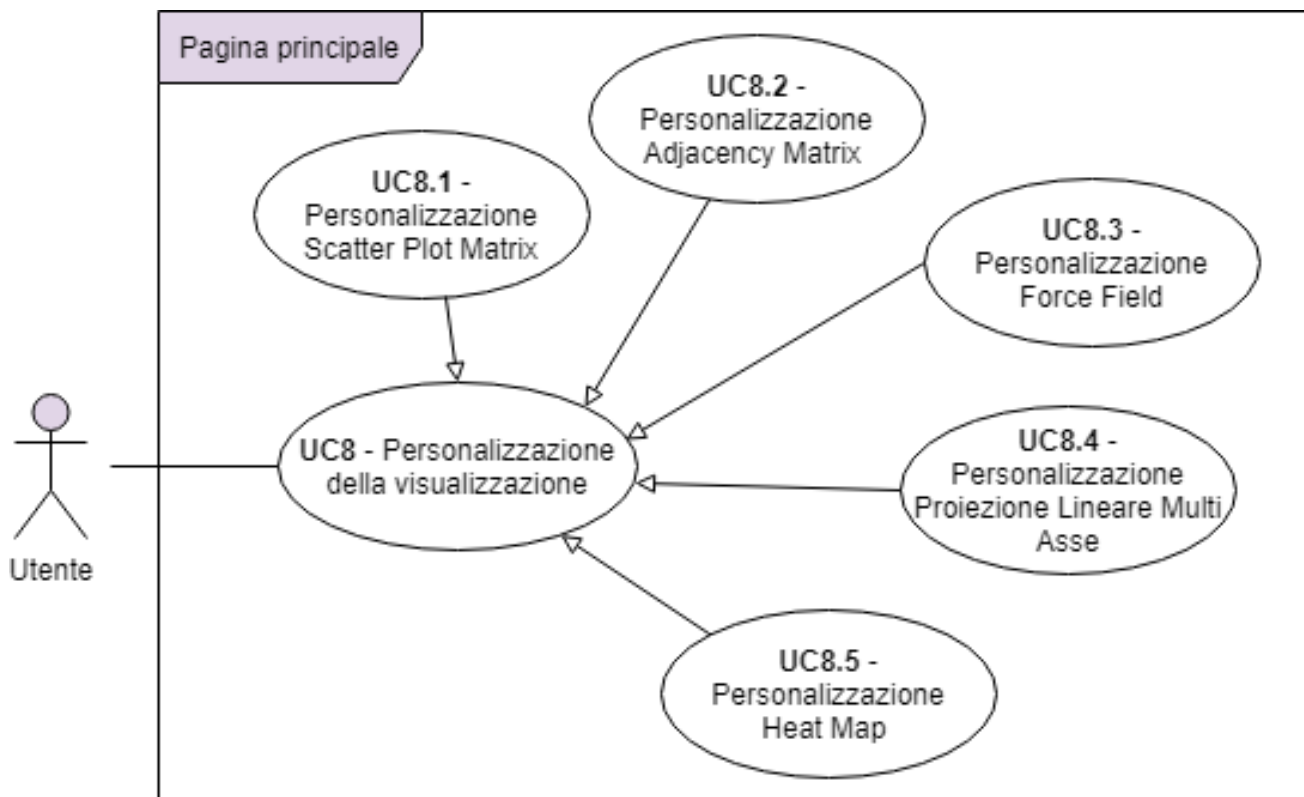 Pagina principale
UC8.2 -
Personalizzazione
Adjacency Matrix
UC8.1 -
Personalizzazione
Scatter Plot Matrix
UC8.3 -
Personalizzazione
Force Field
UC8 - Personalizzazione
della visualizzazione
UC8.4 -
Personalizzazione
Proiezione Lineare Multi
Asse
Utente
UC8.5 -
Personalizzazione
Heat Map